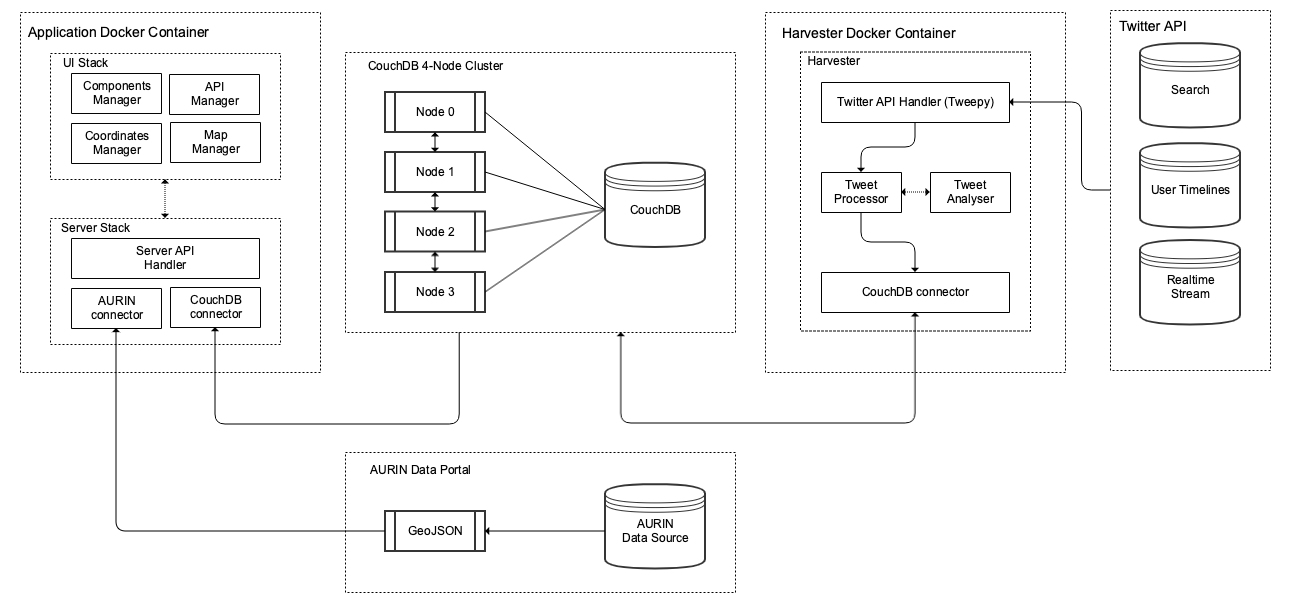 Application Docker Container
UI Stack
Components
Manager
API
Manager
Coordinates
Manager
Map
Manager
Server Stack
Server API
Handler
AURIN
connector
CouchDB
connector
CouchDB 4-Node Cluster
Node 0
Node 1
Node 2
Node 3
CouchDB
AURIN Data Portal
GeoJSON
AURIN
Data Source
Harvester Docker Container
Harvester
Twitter API Handler (Tweepy)
Tweet
Processor
Tweet
Analyser
CouchDB connector
Twitter API
Search
User Timelines
Realtime
Stream